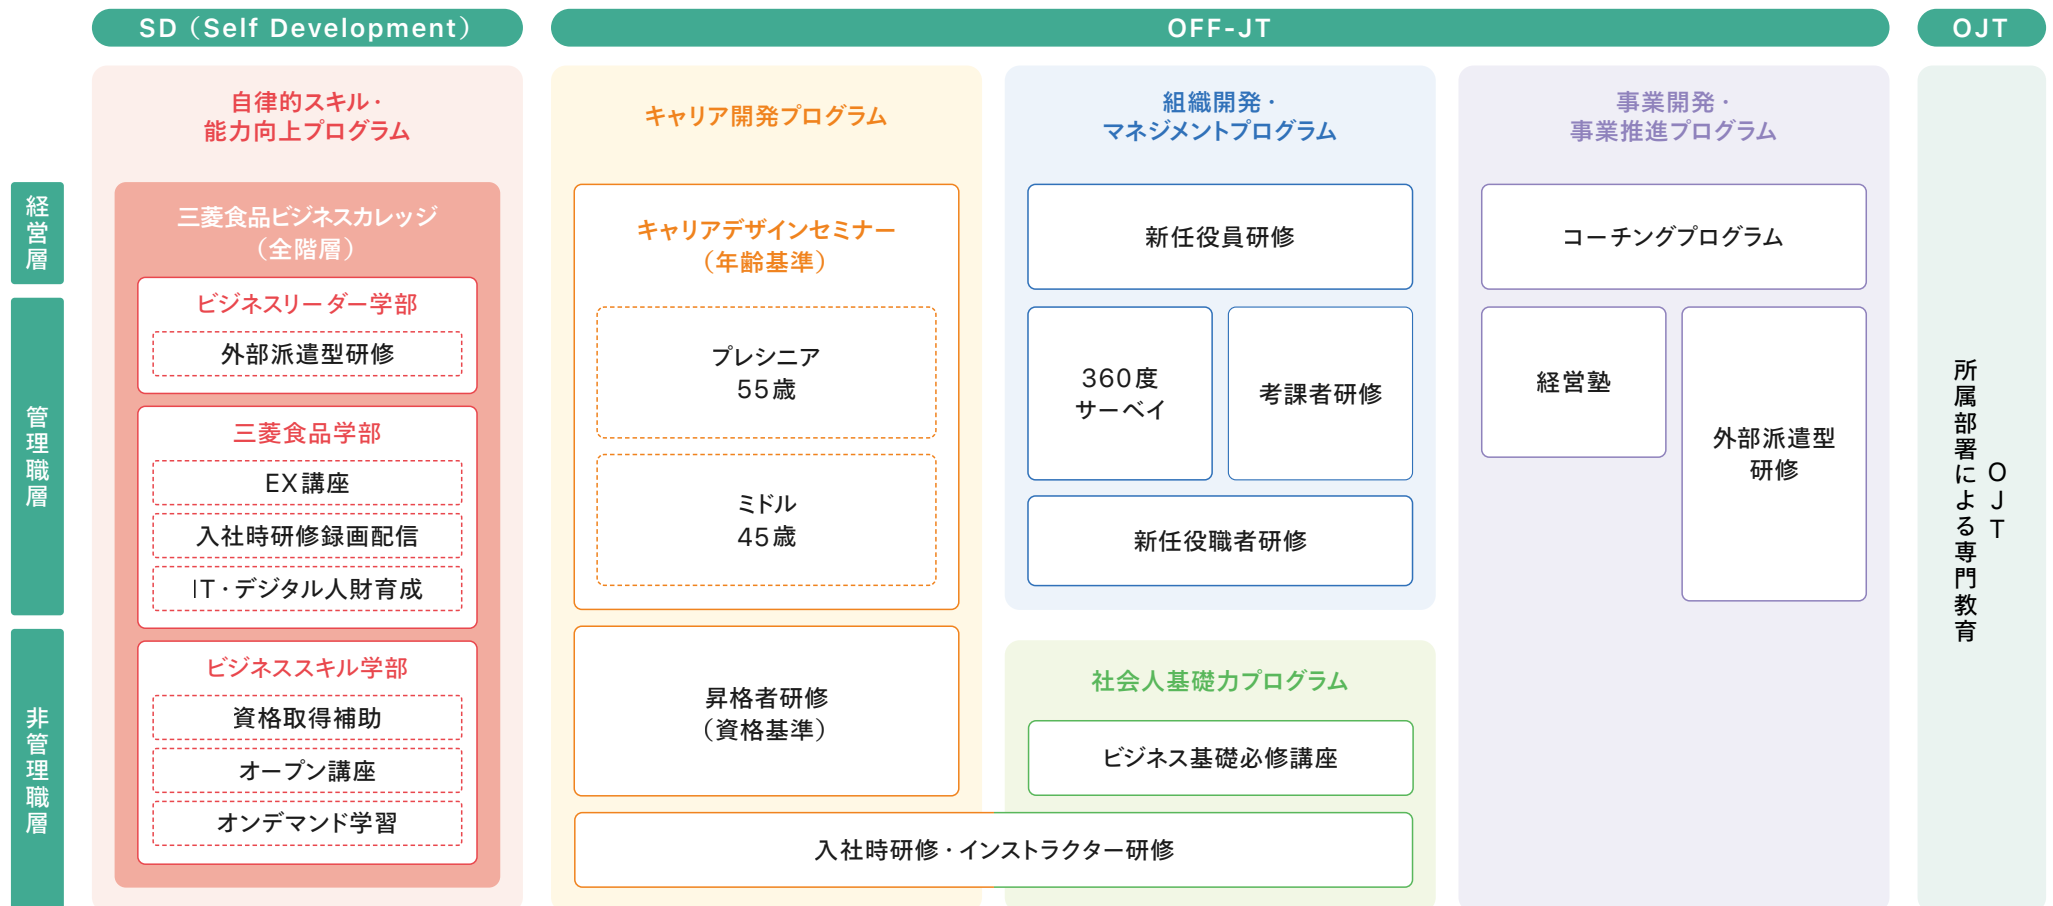 SD（Self Development）
OFF-JT
OJT
経営層
管理職層
非管理職層
自律的スキル・
能力向上プログラム
三菱食品ビジネスカレッジ
（全階層）
ビジネスリーダー学部
外部派遣型研修
三菱食品学部
EX講座
入社時研修録画配信
IT・デジタル人財育成
ビジネススキル学部
資格取得補助
オープン講座
オンデマンド学習
キャリア開発プログラム
キャリアデザインセミナー
（年齢基準）
プレシニア
55歳
ミドル
45歳
昇格者研修
（資格基準）
組織開発・
マネジメントプログラム
新任役員研修
360度
サーベイ
考課者研修
新任役職者研修
社会人基礎力プログラム
ビジネス基礎必修講座
入社時研修・インストラクター研修
事業開発・
事業推進プログラム
コーチングプログラム
経営塾
外部派遣型
研修
OJT
所属部署による専門教育